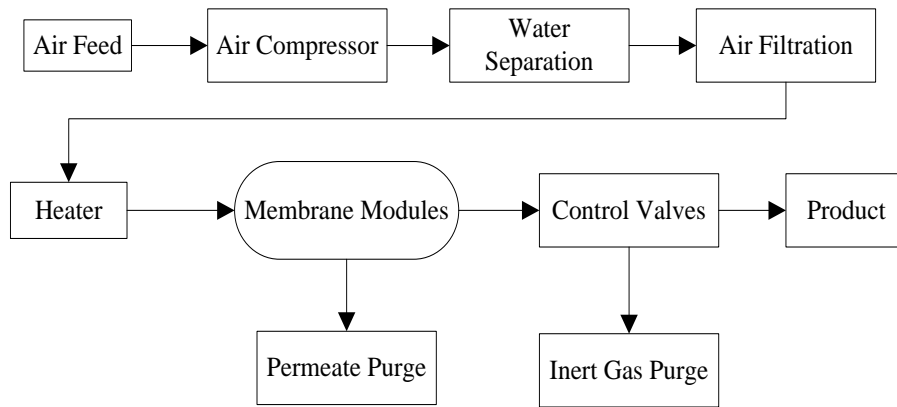 Air Feed
Air Compressor
Water
Separation
Air Filtration
Heater
Membrane Modules
Control Valves
Product
Permeate Purge
Inert Gas Purge